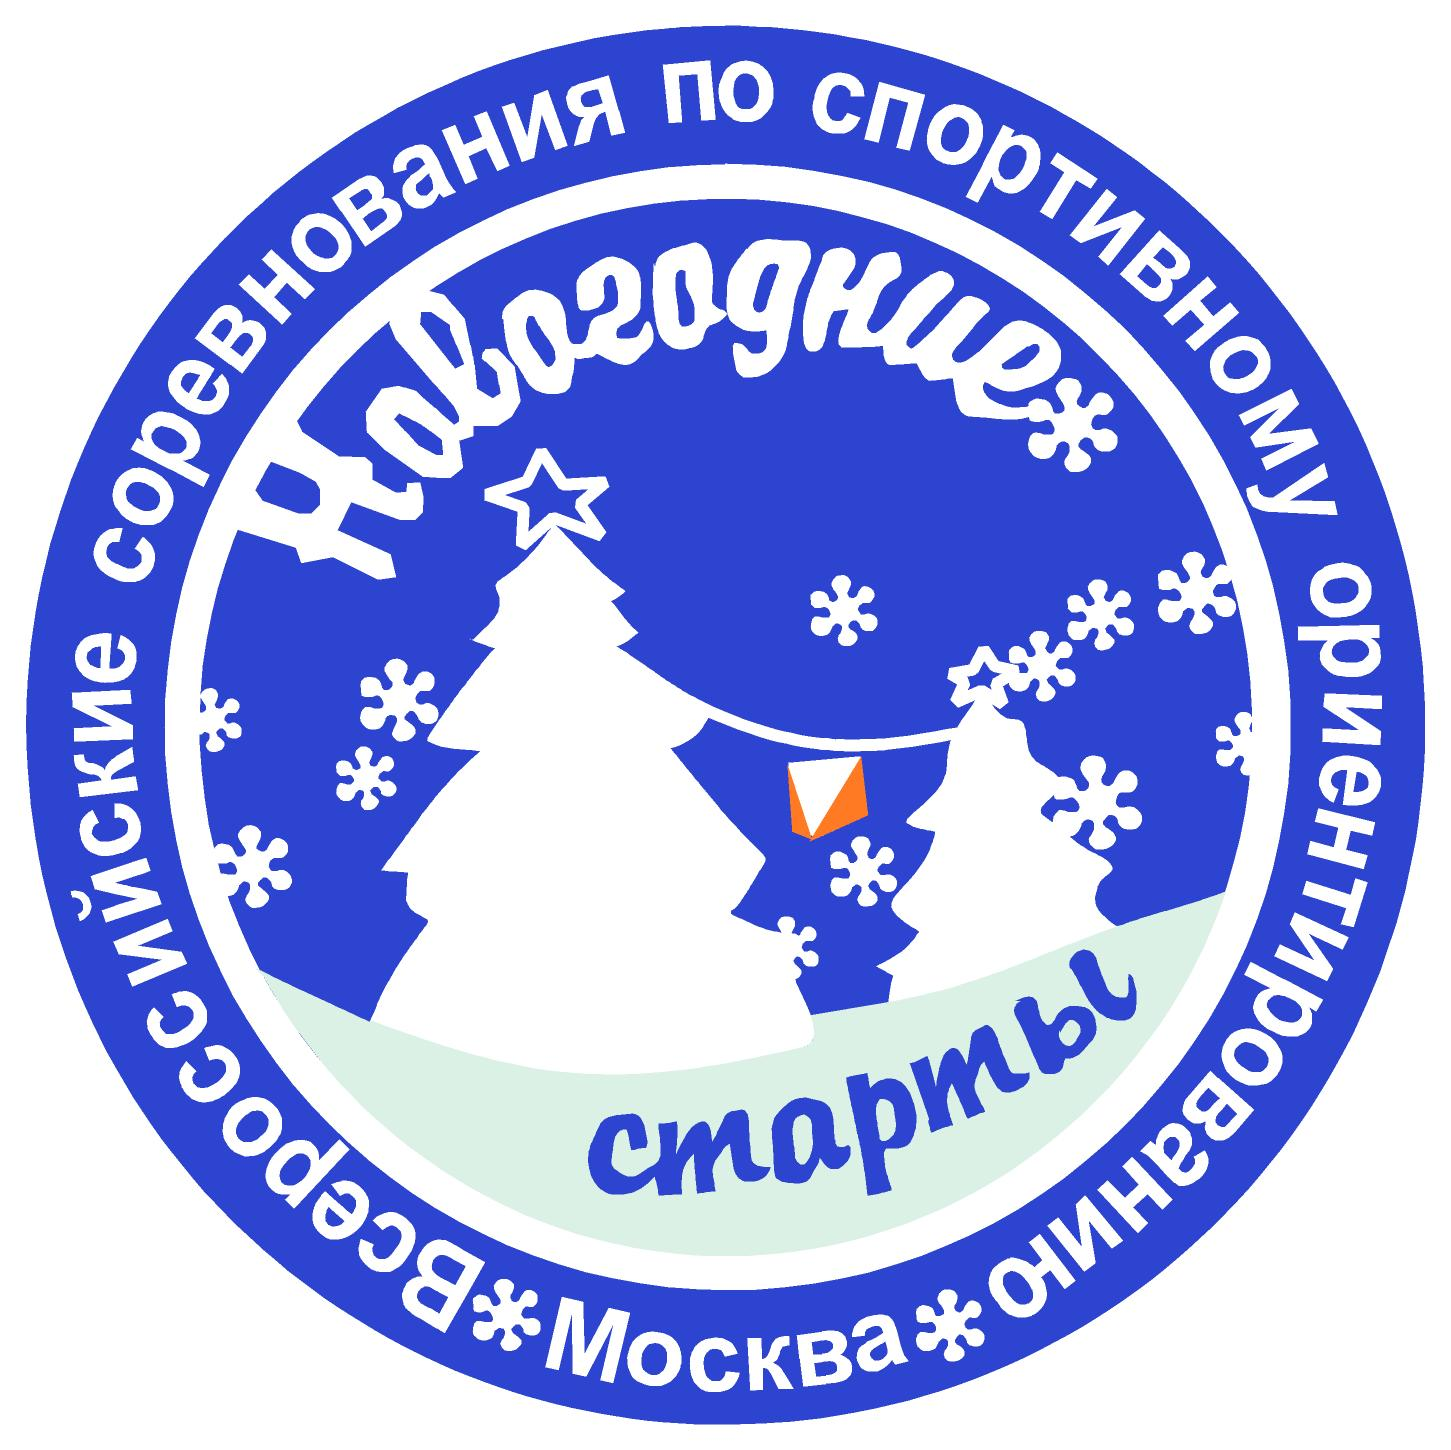 Всероссийские соревнования по спортивному ориентированию
Новогодние
старты
Москва